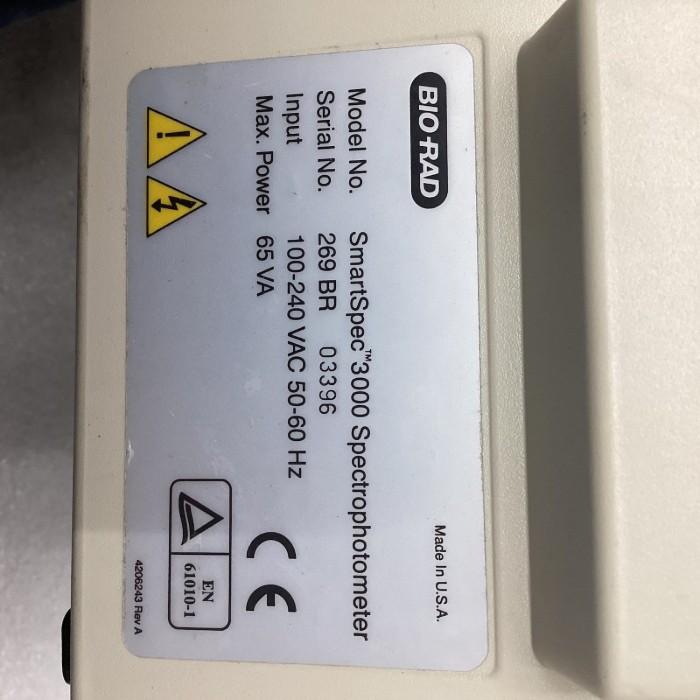 BIO-RAD
Made In U.S.A.
Model No. SmartSpec™3000 Spectrophotometer
Serial No. 269 BR 03396
Input 100-240 VAC 50-60 Hz
Max. Power 65 VA
CE
EN
61010-1
4206243 Rev A